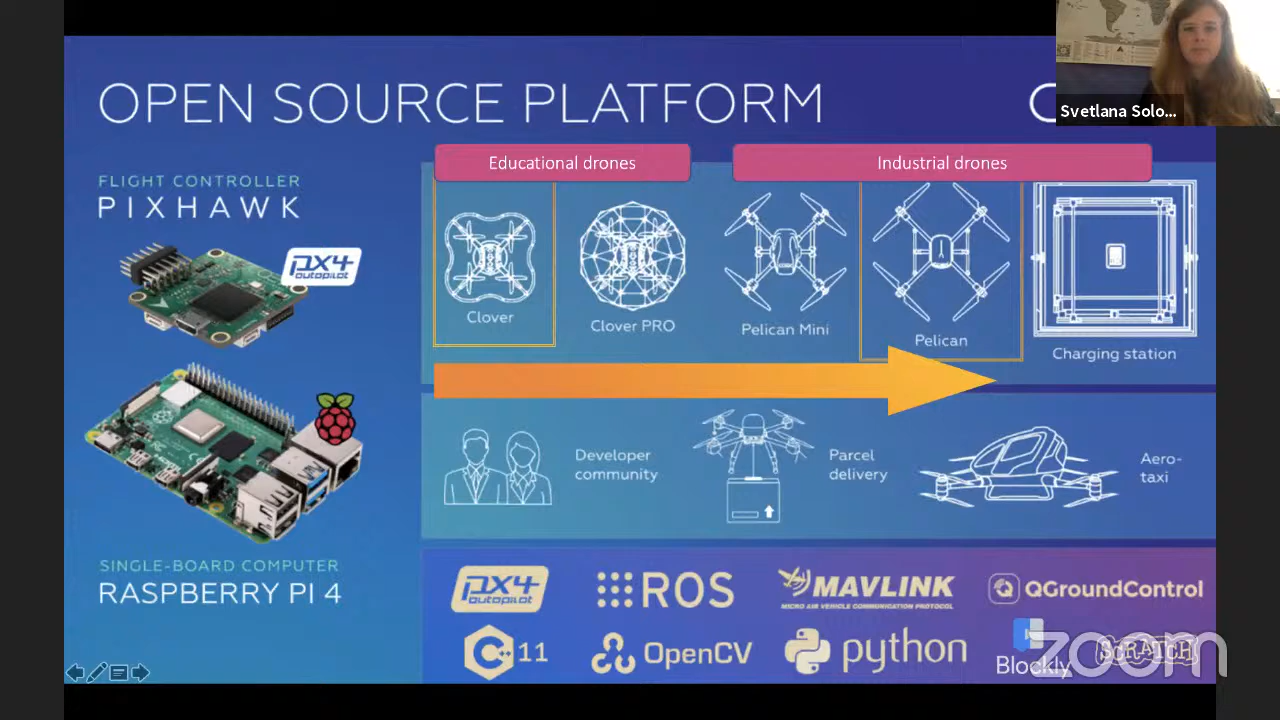 OPEN SOURCE PLATFORM
Svetlana Solo...
FLIGHT CONTROLLER
PIXHAWK
px4
autopilot
SINGLE-BOARD COMPUTER
RASPBERRY PI 4
Educational drones
Industrial drones
Clover
Clover PRO
Pelican Mini
Pelican
Charging station
Developer
community
Parcel
delivery
Aero-
taxi
px4
autopilot
ROS
MAVLINK
MICRO AIR VEHICLE COMMUNICATION PROTOCOL
QGroundControl
C++ 11
OpenCV
python
Blockly
SCRATCH
zoom